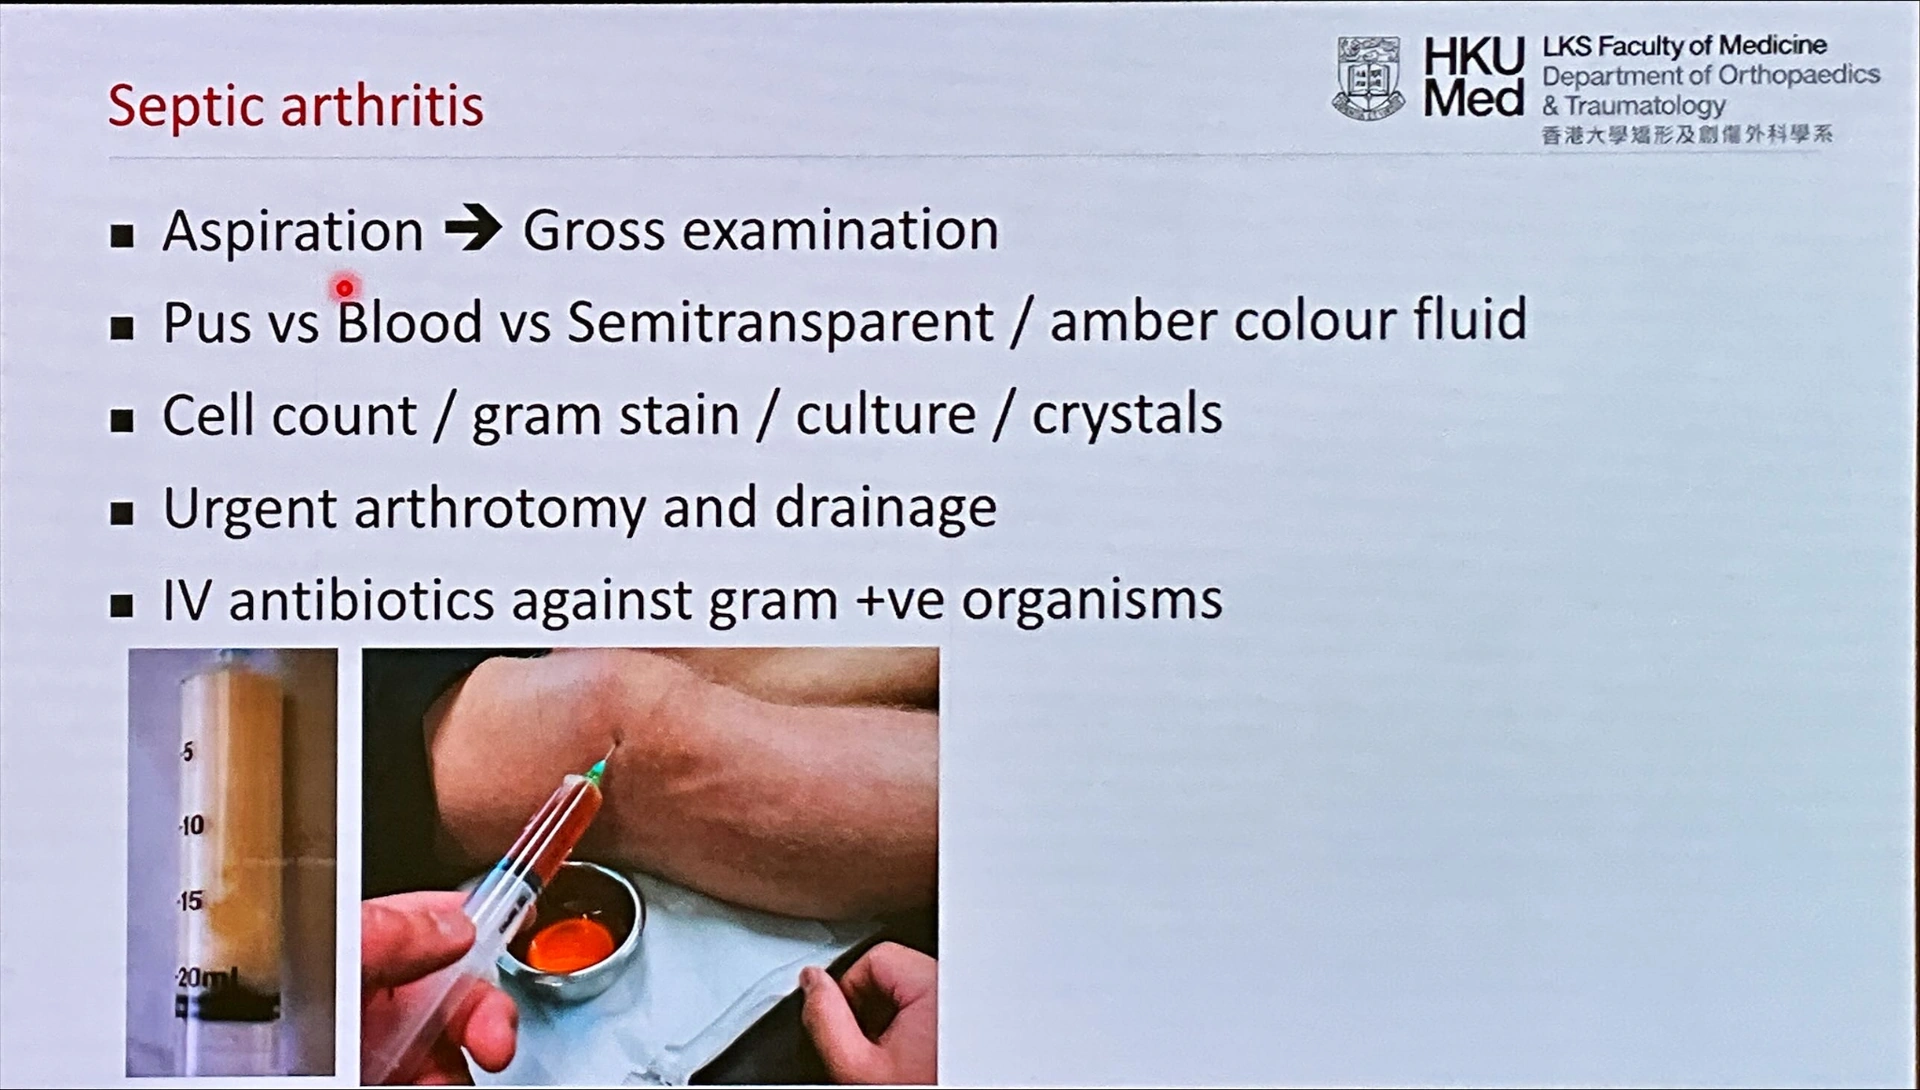 Septic arthritis
HKU
Med
LKS Faculty of Medicine
Department of Orthopaedics
& Traumatology
香港大學矯形及創傷外科學系
■ Aspiration ➔ Gross examination
■ Pus vs Blood vs Semitransparent / amber colour fluid
■ Cell count / gram stain / culture / crystals
■ Urgent arthrotomy and drainage
■ IV antibiotics against gram +ve organisms
5
10
15
20ml